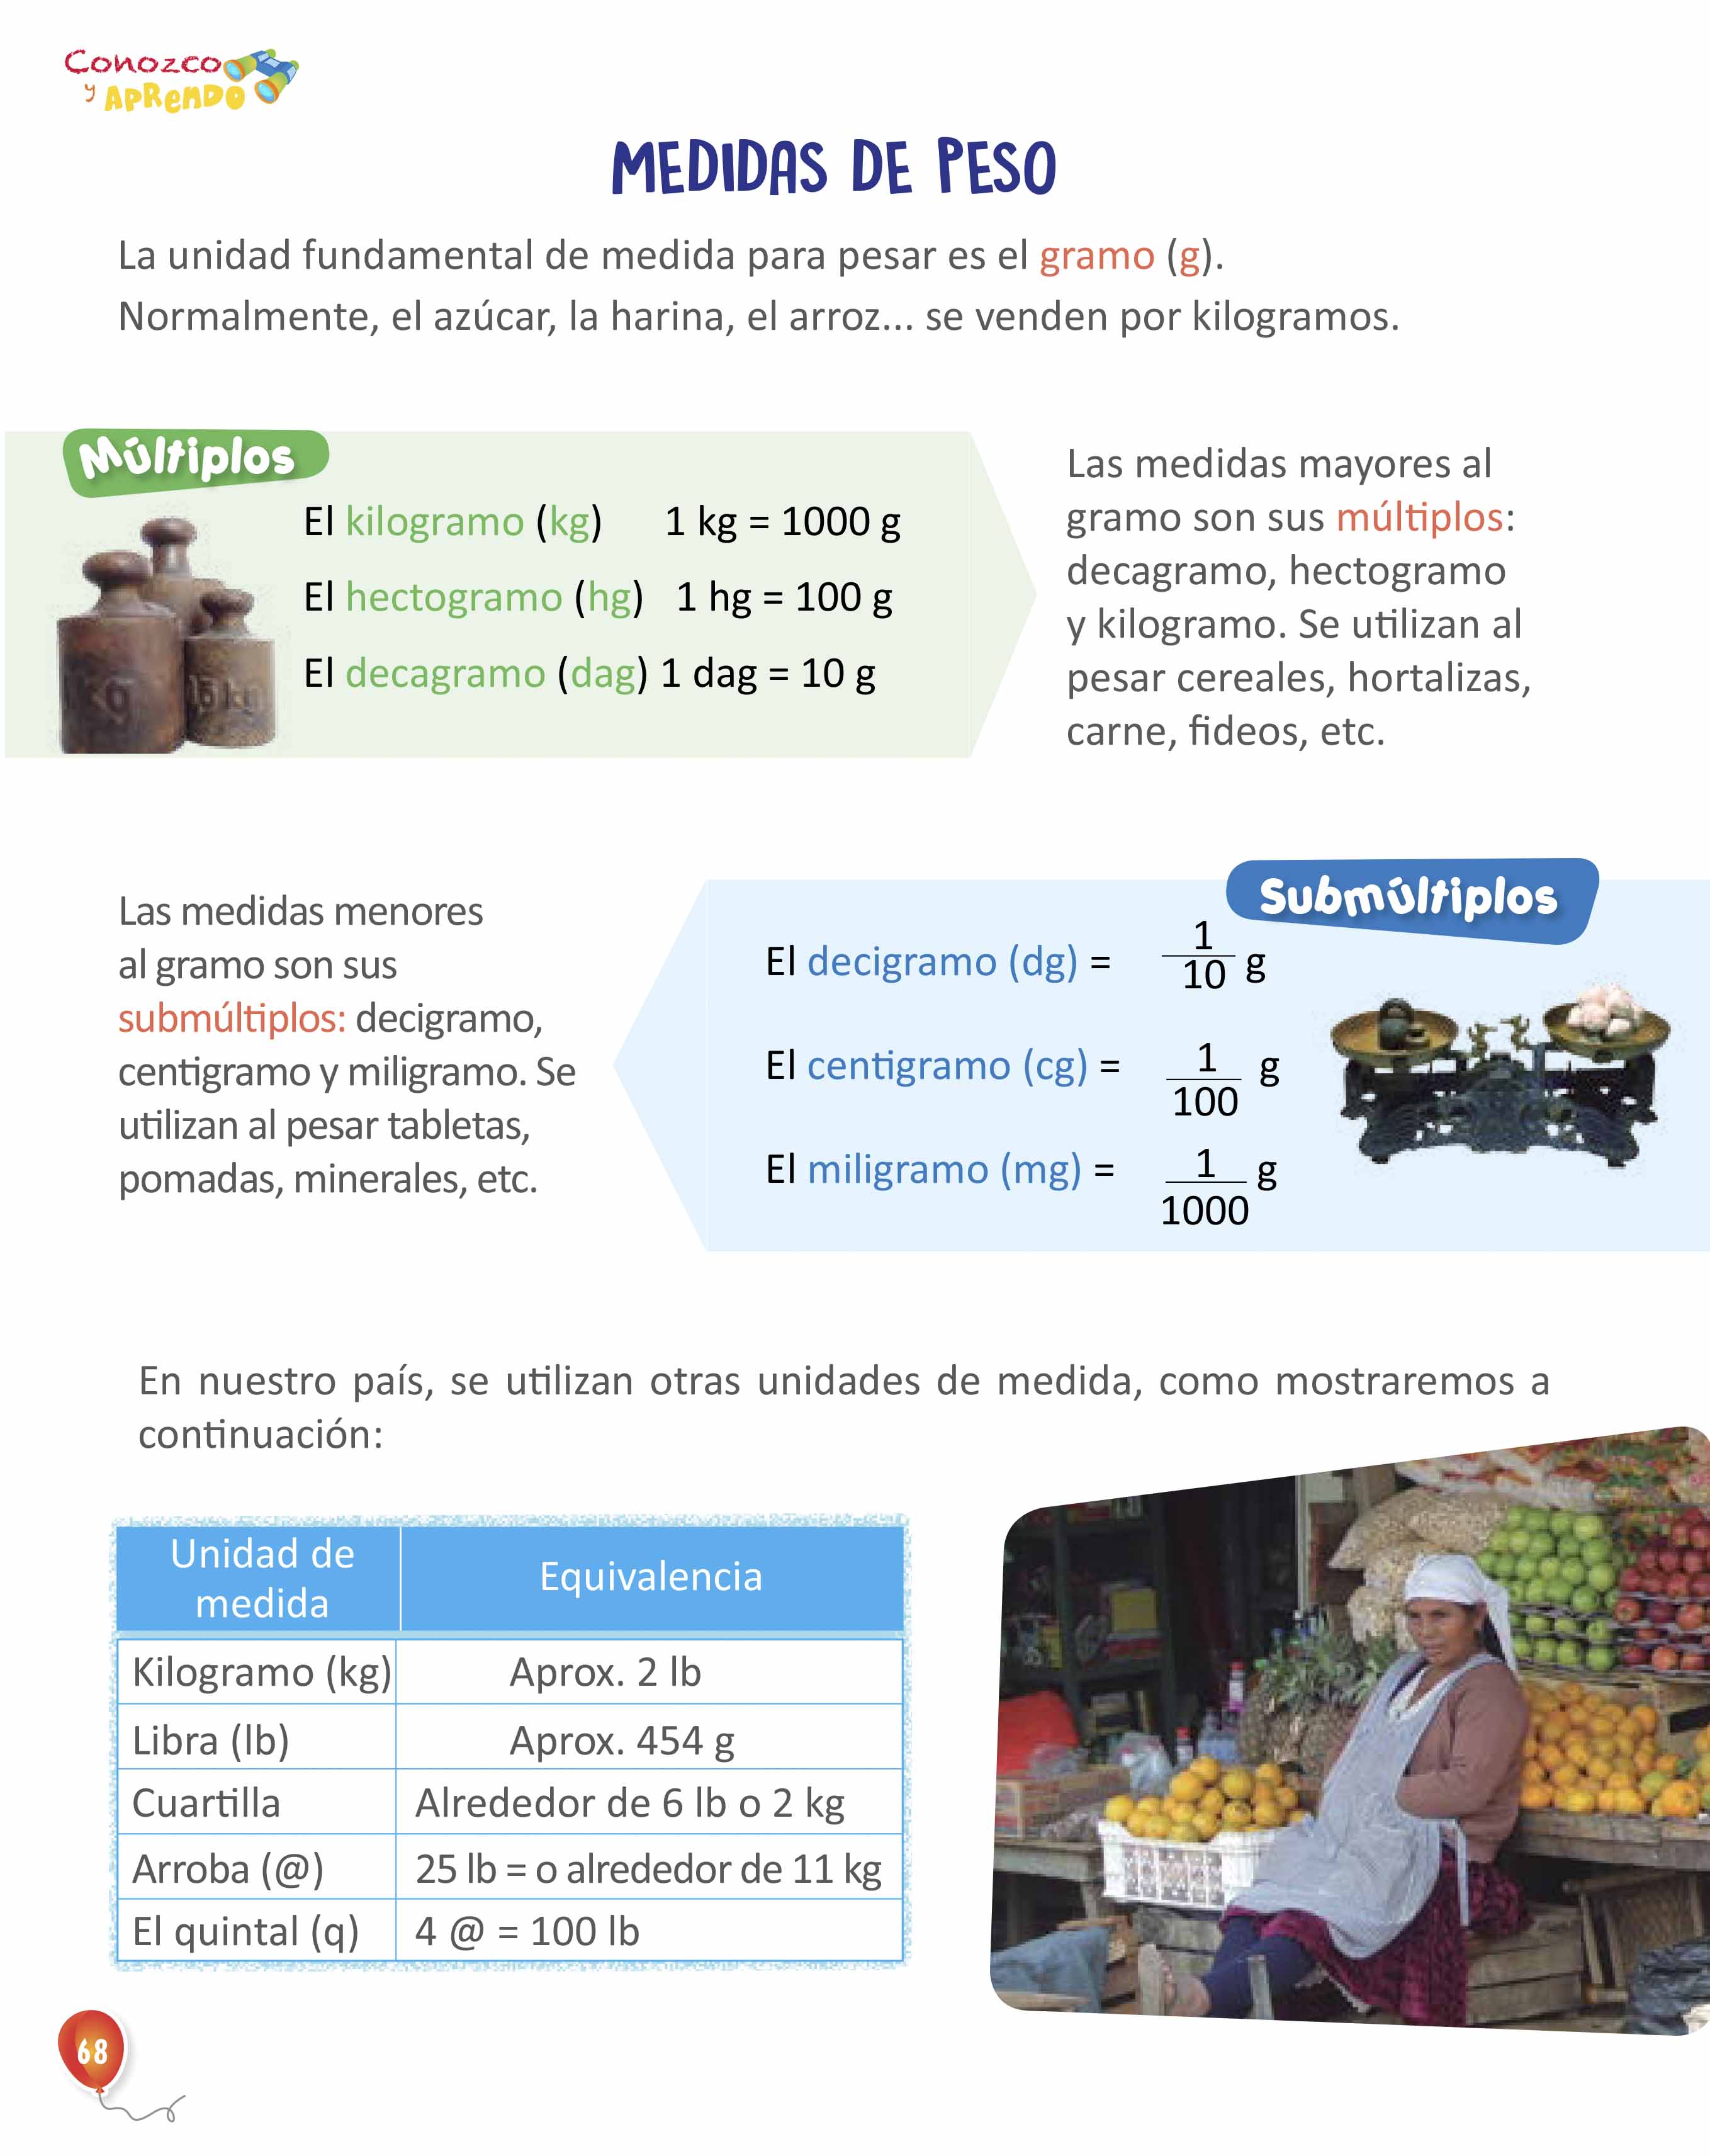 Conozco
y APRENDO
MEDIDAS DE PESO
La unidad fundamental de medida para pesar es el gramo (g).
Normalmente, el azúcar, la harina, el arroz... se venden por kilogramos.
Múltiplos
El kilogramo (kg) 1 kg = 1000 g
El hectogramo (hg) 1 hg = 100 g
El decagramo (dag) 1 dag = 10 g
kg
5 kg
Las medidas mayores al
gramo son sus múltiplos:
decagramo, hectogramo
y kilogramo. Se utilizan al
pesar cereales, hortalizas,
carne, fideos, etc.
Las medidas menores
al gramo son sus
submúltiplos: decigramo,
centigramo y miligramo. Se
utilizan al pesar tabletas,
pomadas, minerales, etc.
Submúltiplos
El decigramo (dg) = 1/10 g
El centigramo (cg) = 1/100 g
El miligramo (mg) = 1/1000 g
En nuestro país, se utilizan otras unidades de medida, como mostraremos a
continuación:
Unidad de
medida
Equivalencia
Kilogramo (kg) Aprox. 2 lb
Libra (lb) Aprox. 454 g
Cuartilla Alrededor de 6 lb o 2 kg
Arroba (@) 25 lb = o alrededor de 11 kg
El quintal (q) 4 @ = 100 lb
68